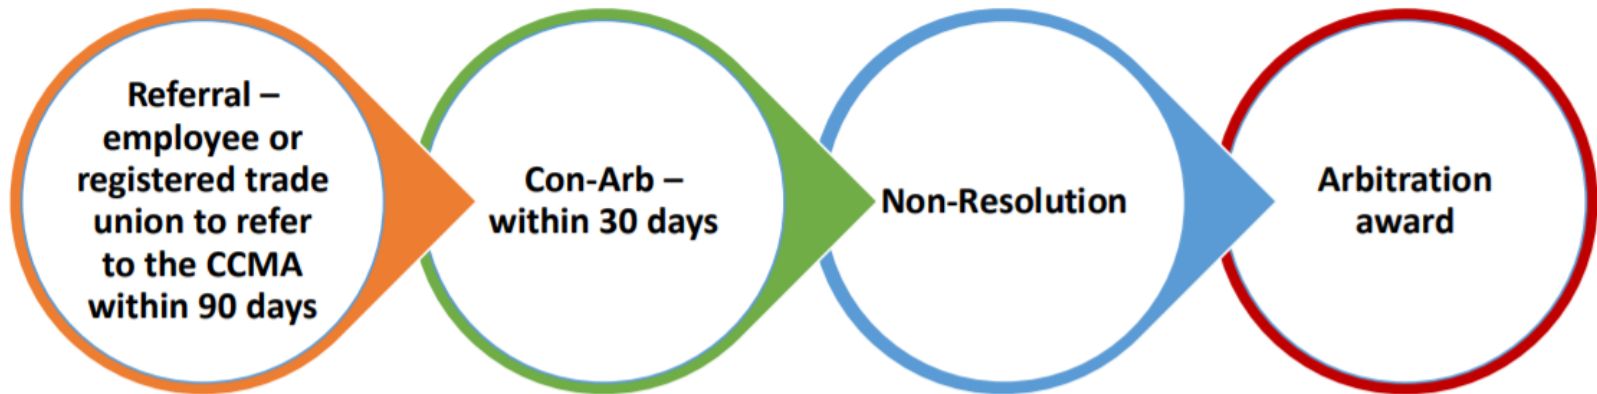 Referral –
employee or
registered trade
union to refer
to the CCMA
within 90 days
Con-Arb –
within 30 days
Non-Resolution
Arbitration
award